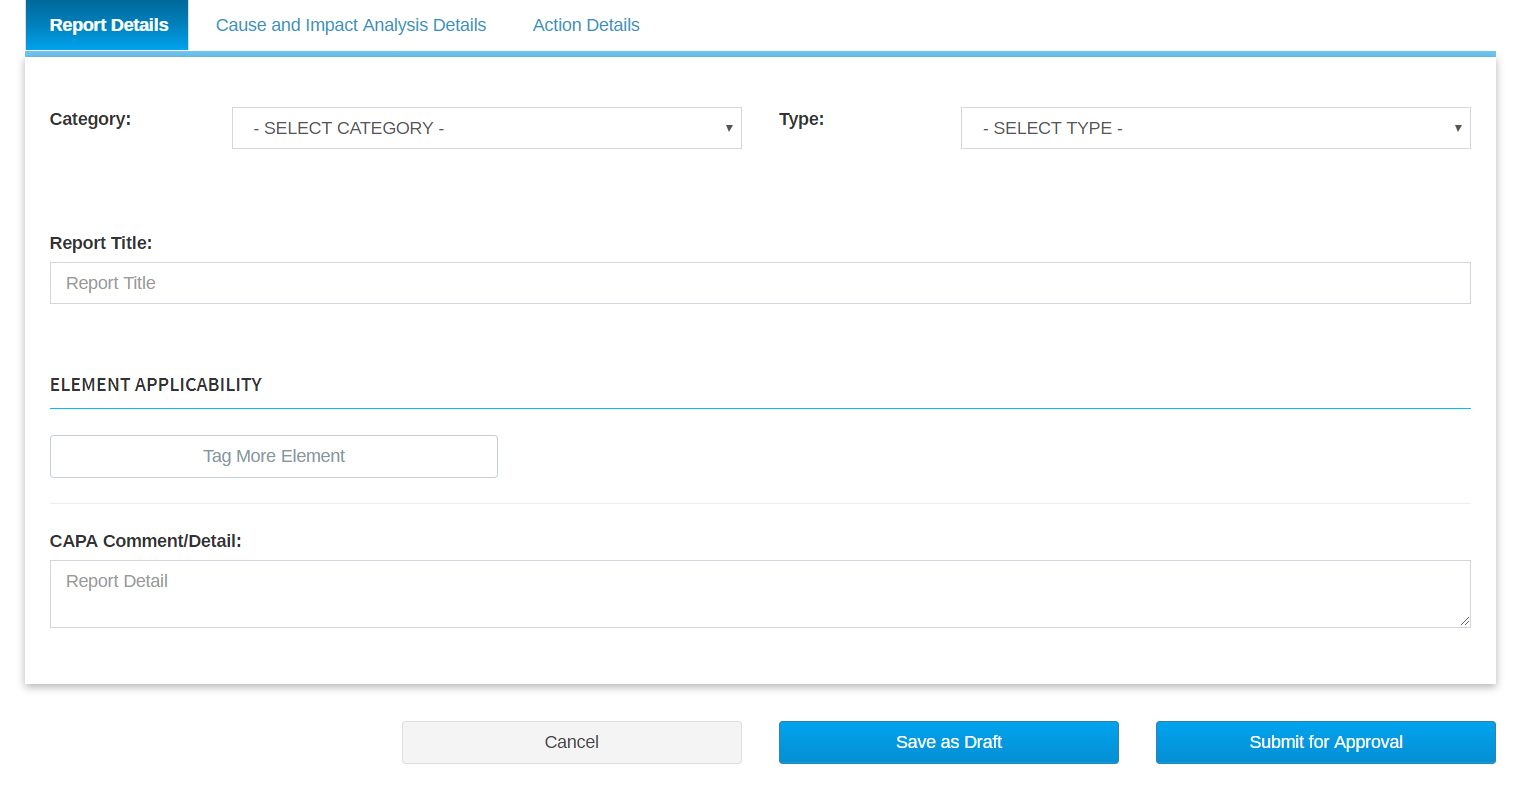 Report Details Cause and Impact Analysis Details Action Details
Category: - SELECT CATEGORY - Type: - SELECT TYPE -
Report Title:
Report Title
ELEMENT APPLICABILITY
Tag More Element
CAPA Comment/Detail:
Report Detail
Cancel Save as Draft Submit for Approval